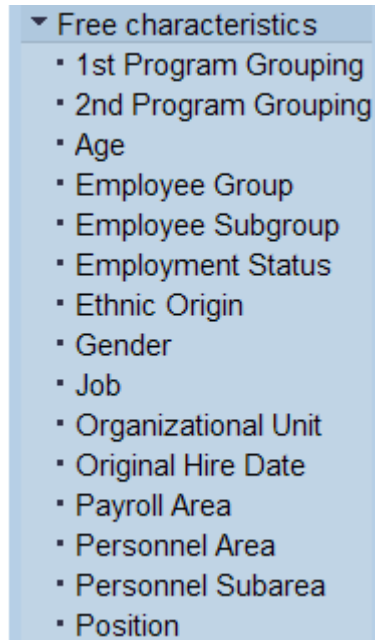 Free characteristics
1st Program Grouping
2nd Program Grouping
Age
Employee Group
Employee Subgroup
Employment Status
Ethnic Origin
Gender
Job
Organizational Unit
Original Hire Date
Payroll Area
Personnel Area
Personnel Subarea
Position